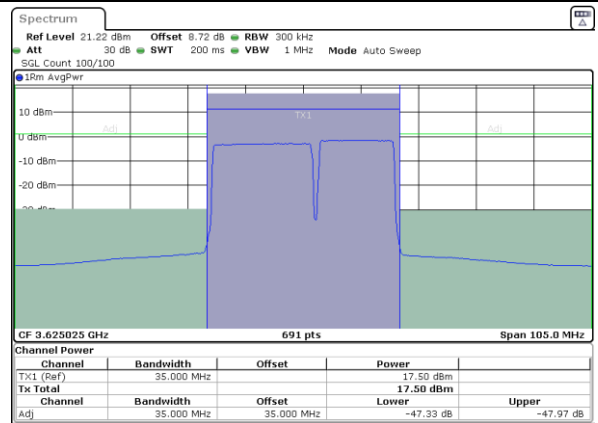 Spectrum
Ref Level 21.22 dBm Offset 8.72 dB RBW 300 kHz
Att 30 dB SWT 200 ms VBW 1 MHz Mode Auto Sweep
SGL Count 100/100
1Rm AvgPwr
10 dBm
TX1
Adj Adj
0 dBm
-10 dBm
-20 dBm
-30 dBm
CF 3.625025 GHz 691 pts Span 105.0 MHz
Channel Power
Channel Bandwidth Offset Power
TX1 (Ref) 35.000 MHz 17.50 dBm
Tx Total 17.50 dBm
Channel Bandwidth Offset Lower Upper
Adj 35.000 MHz 35.000 MHz -47.33 dB -47.97 dB